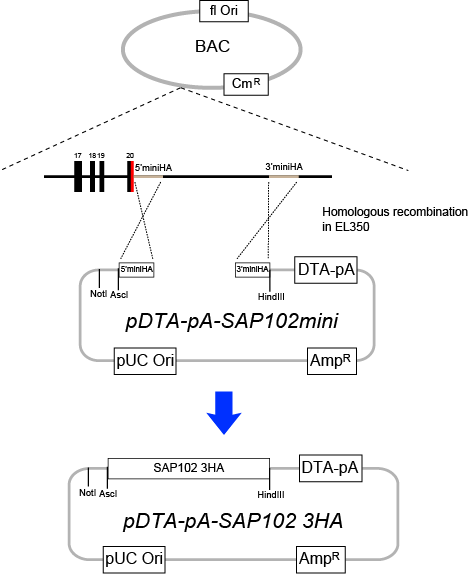 fl Ori
BAC
CmR
17 18 19 20 5'miniHA 3'miniHA
Homologous recombination
in EL350
5'miniHA 3'miniHA DTA-pA
NotI AscI HindIII
pDTA-pA-SAP102mini
pUC Ori AmpR
SAP102 3HA DTA-pA
NotI AscI HindIII
pDTA-pA-SAP102 3HA
pUC Ori AmpR